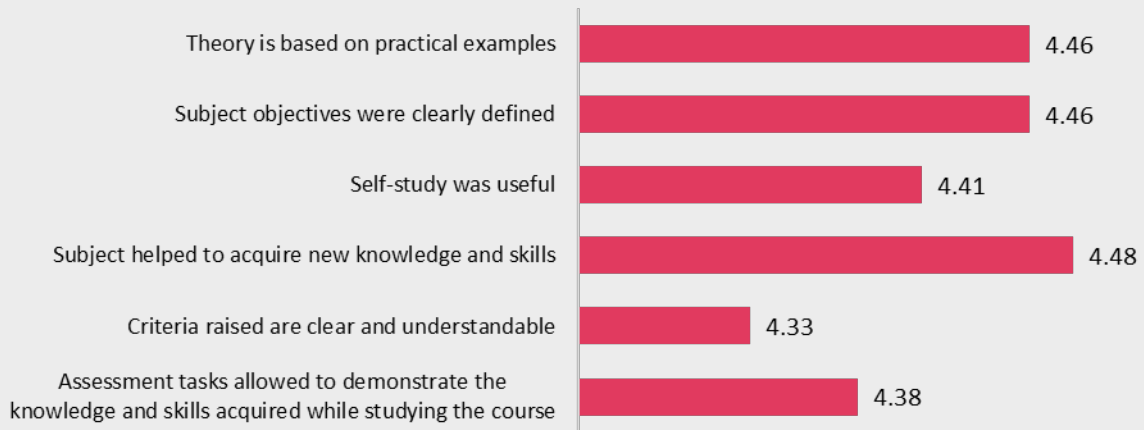 Theory is based on practical examples 4.46
Subject objectives were clearly defined 4.46
Self-study was useful 4.41
Subject helped to acquire new knowledge and skills 4.48
Criteria raised are clear and understandable 4.33
Assessment tasks allowed to demonstrate the
knowledge and skills acquired while studying the course 4.38